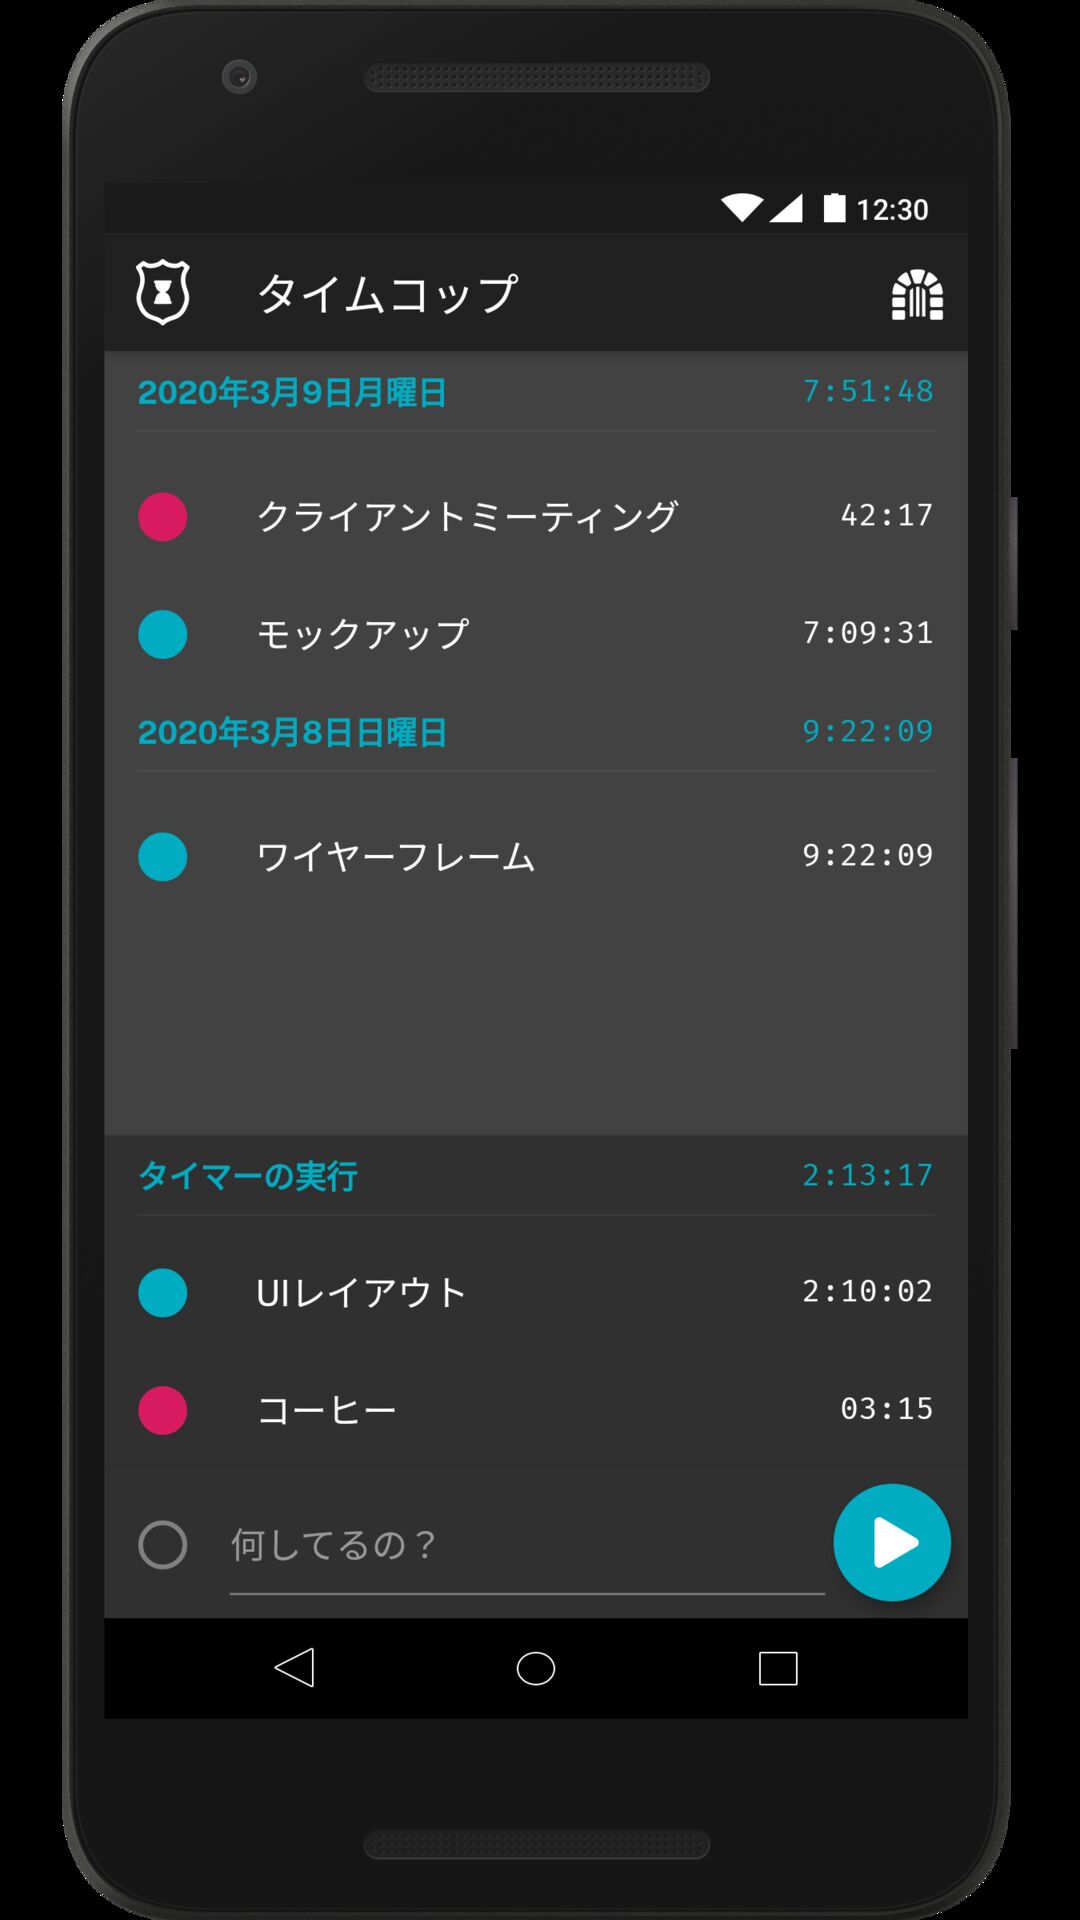 12:30
タイムコップ
2020年3月9日月曜日 7:51:48
クライアントミーティング 42:17
モックアップ 7:09:31
2020年3月8日日曜日 9:22:09
ワイヤーフレーム 9:22:09
タイマーの実行 2:13:17
UIレイアウト 2:10:02
コーヒー 03:15
何してるの？